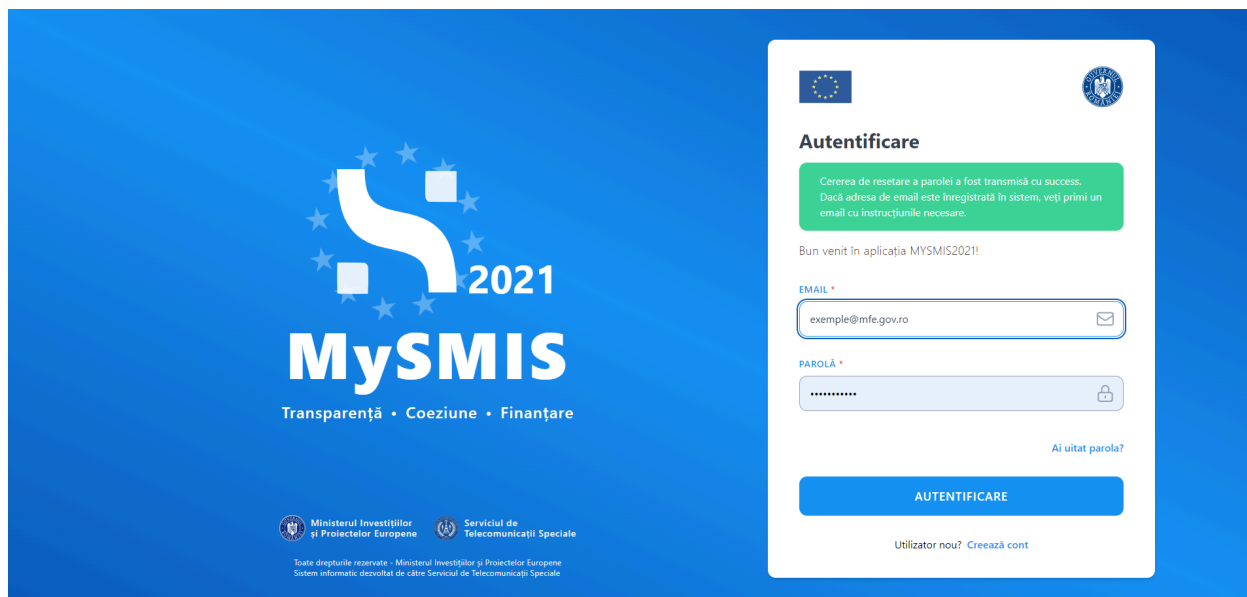 2021
MySMIS
Transparență • Coeziune • Finanțare
Ministerul Investițiilor
și Proiectelor Europene
Serviciul de
Telecomunicații Speciale
Toate drepturile rezervate - Ministerul Investițiilor și Proiectelor Europene
Sistem informatic dezvoltat de către Serviciul de Telecomunicații Speciale
GUVERNUL ROMÂNIEI
Autentificare
Cererea de resetare a parolei a fost transmisă cu success.
Dacă adresa de email este înregistrată în sistem, veți primi un
email cu instrucțiunile necesare.
Bun venit în aplicația MYSMIS2021!
EMAIL *
exemple@mfe.gov.ro
PAROLĂ *
•••••••••••
Ai uitat parola?
AUTENTIFICARE
Utilizator nou? Creează cont